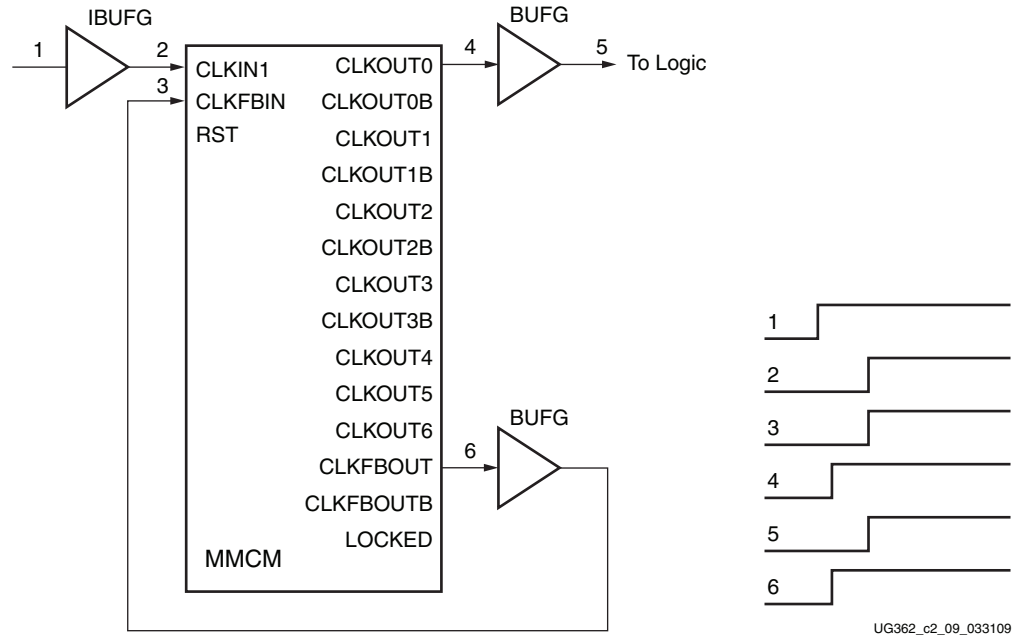 IBUFG
BUFG
1
2
3
4
5
To Logic
CLKIN1
CLKFBIN
RST
CLKOUT0
CLKOUT0B
CLKOUT1
CLKOUT1B
CLKOUT2
CLKOUT2B
CLKOUT3
CLKOUT3B
CLKOUT4
CLKOUT5
CLKOUT6
CLKFBOUT
CLKFBOUTB
LOCKED
MMCM
BUFG
6
1
2
3
4
5
6
UG362_c2_09_033109